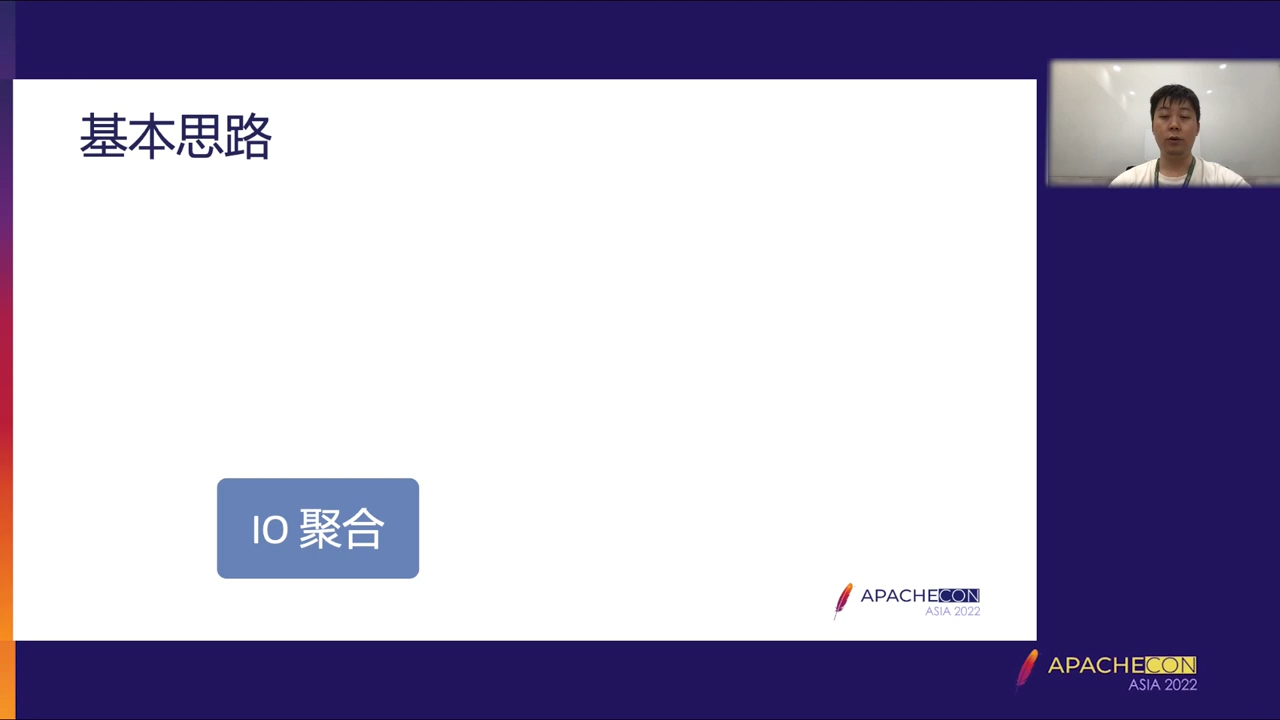 基本思路
IO 聚合
APACHECON
ASIA 2022
APACHECON
ASIA 2022